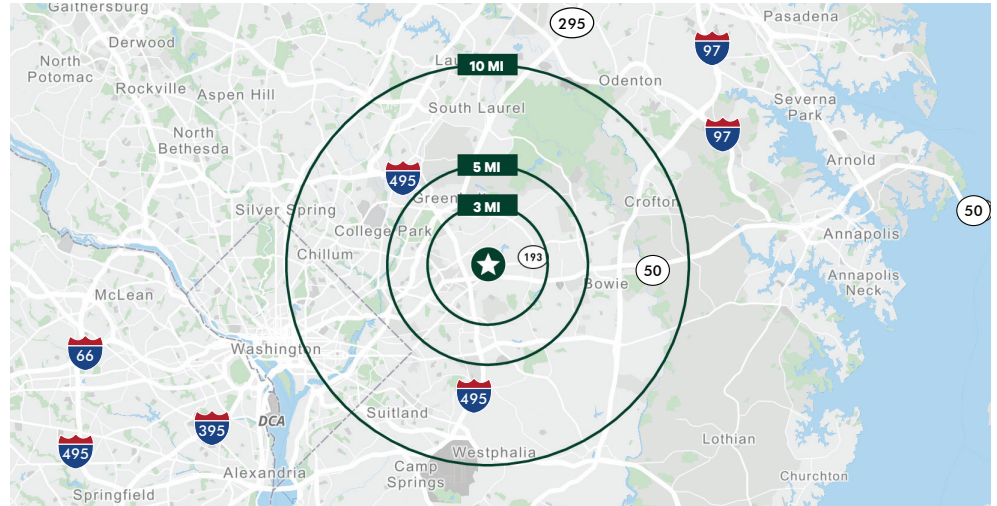 Gaithersburg
Pasadena
295
Derwood
97
North
Potomac
10 MI
Rockville
Aspen Hill
Odenton
South Laurel
Severna
Park
North
Bethesda
97
5 MI
Arnold
495
3 MI
Crofton
Silver Spring
50
College Park
Annapolis
Chillum
193
50
Bowie
Annapolis
Neck
McLean
66
Washington
495
Suitland
DCA
395
Lothian
495
Westphalia
Camp
Springs
Alexandria
Churchton
Springfield